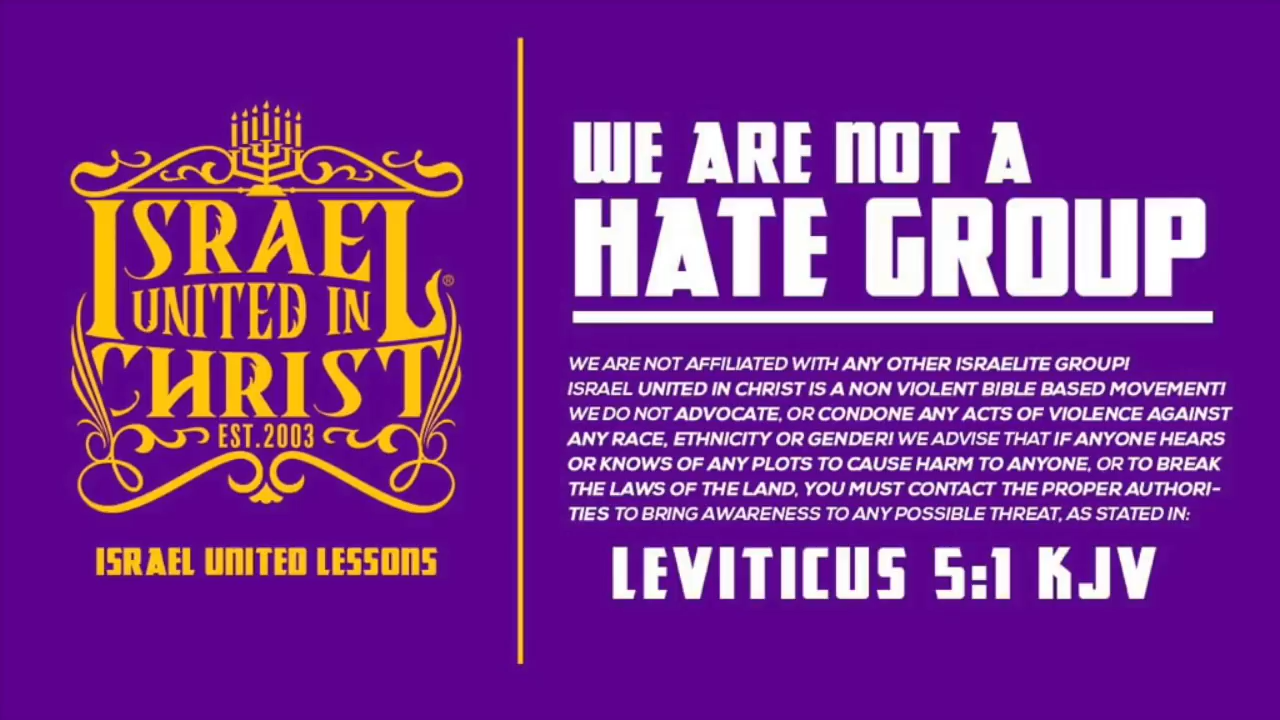 ISRAEL
UNITED IN
CHRIST
®
EST.2003
ISRAEL UNITED LESSONS
WE ARE NOT A
HATE GROUP
WE ARE NOT AFFILIATED WITH ANY OTHER ISRAELITE GROUP!
ISRAEL UNITED IN CHRIST IS A NON VIOLENT BIBLE BASED MOVEMENT!
WE DO NOT ADVOCATE, OR CONDONE ANY ACTS OF VIOLENCE AGAINST
ANY RACE, ETHNICITY OR GENDER! WE ADVISE THAT IF ANYONE HEARS
OR KNOWS OF ANY PLOTS TO CAUSE HARM TO ANYONE, OR TO BREAK
THE LAWS OF THE LAND, YOU MUST CONTACT THE PROPER AUTHORI-
TIES TO BRING AWARENESS TO ANY POSSIBLE THREAT, AS STATED IN:
LEVITICUS 5:1 KJV